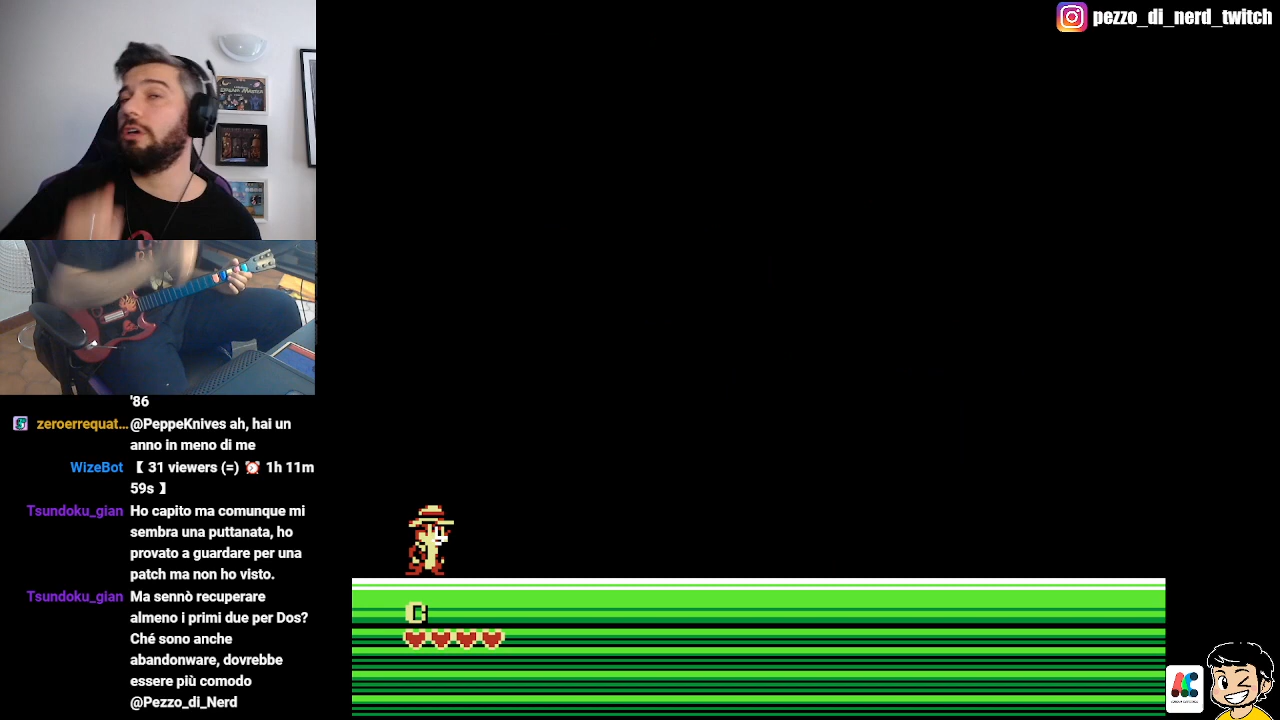 pezzo_di_nerd_twitch
'86
zeroerrequat… @PeppeKnives ah, hai un
anno in meno di me
WizeBot 【 31 viewers (=) ⏰ 1h 11m
59s 】
Tsundoku_gian Ho capito ma comunque mi
sembra una puttanata, ho
provato a guardare per una
patch ma non ho visto.
Tsundoku_gian Ma sennò recuperare
almeno i primi due per Dos?
Ché sono anche
abandonware, dovrebbe
essere più comodo
@Pezzo_di_Nerd
C